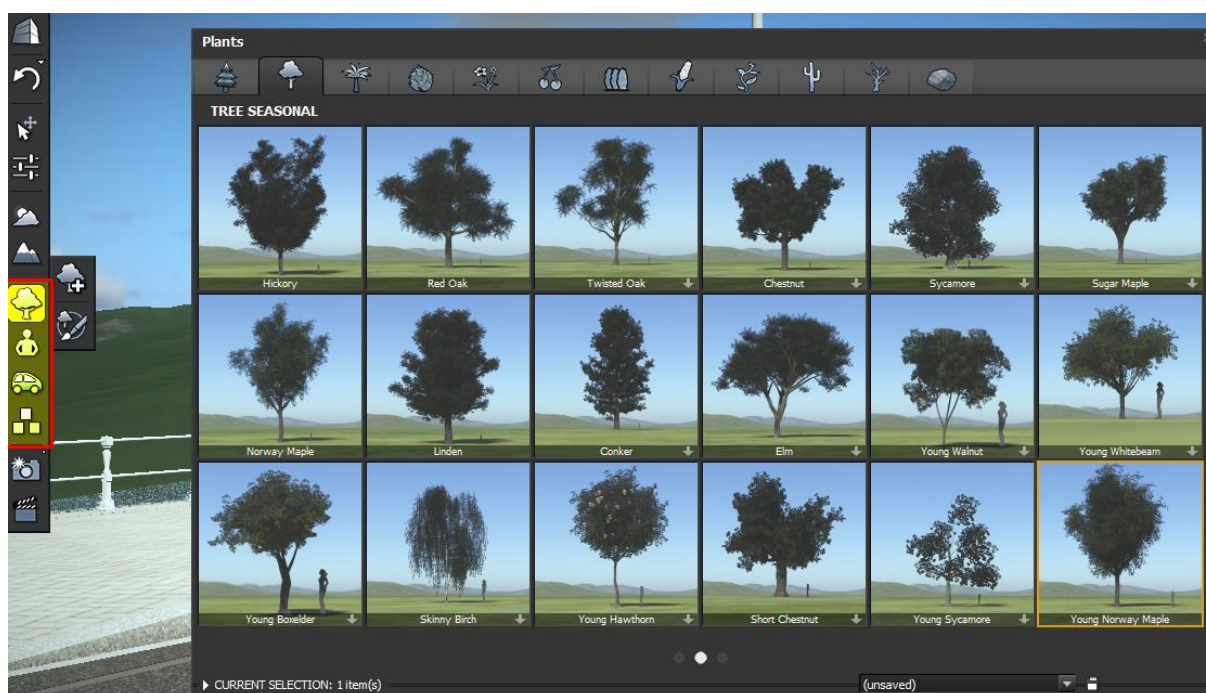 Plants
TREE SEASONAL
Hickory
Red Oak
Twisted Oak
Chestnut
Sycamore
Sugar Maple
Norway Maple
Linden
Conker
Elm
Young Walnut
Young Whitebeam
Young Boxelder
Skinny Birch
Young Hawthorn
Short Chestnut
Young Sycamore
Young Norway Maple
CURRENT SELECTION: 1 item(s)
(unsaved)